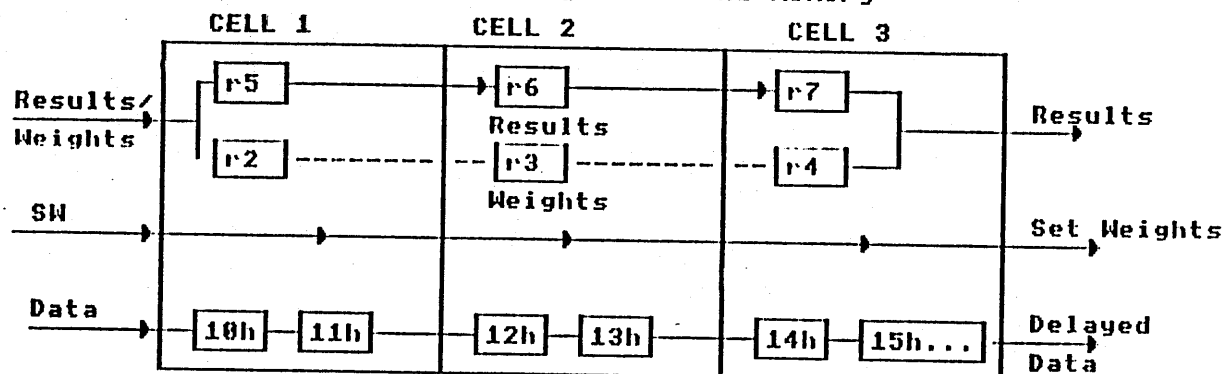 CELL 1 CELL 2 CELL 3
r5 r6 r7
Results/
Weights
Results
Results
r2 r3 r4
Weights
SW
Set Weights
Data
10h 11h 12h 13h 14h 15h...
Delayed
Data